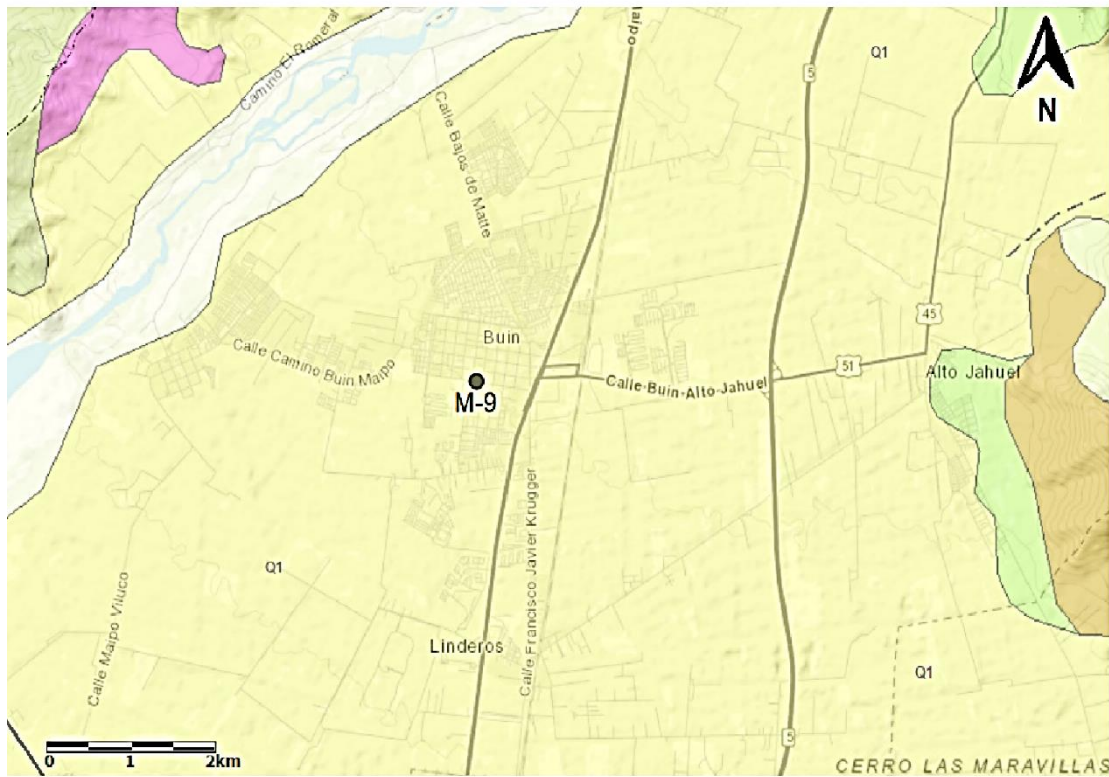 Camino El Romeral
Maipo
5
Q1
N
Calle Bajos de Matte
45
Buin
Calle Camino Buin Maipo
M-9
Calle-Buin-Alto-Jahuel
51
Alto Jahuel
Calle Francisco Javier Krugger
Q1
Calle Maipo Viluco
Linderos
Q1
5
0 1 2km
CERRO LAS MARAVILLAS